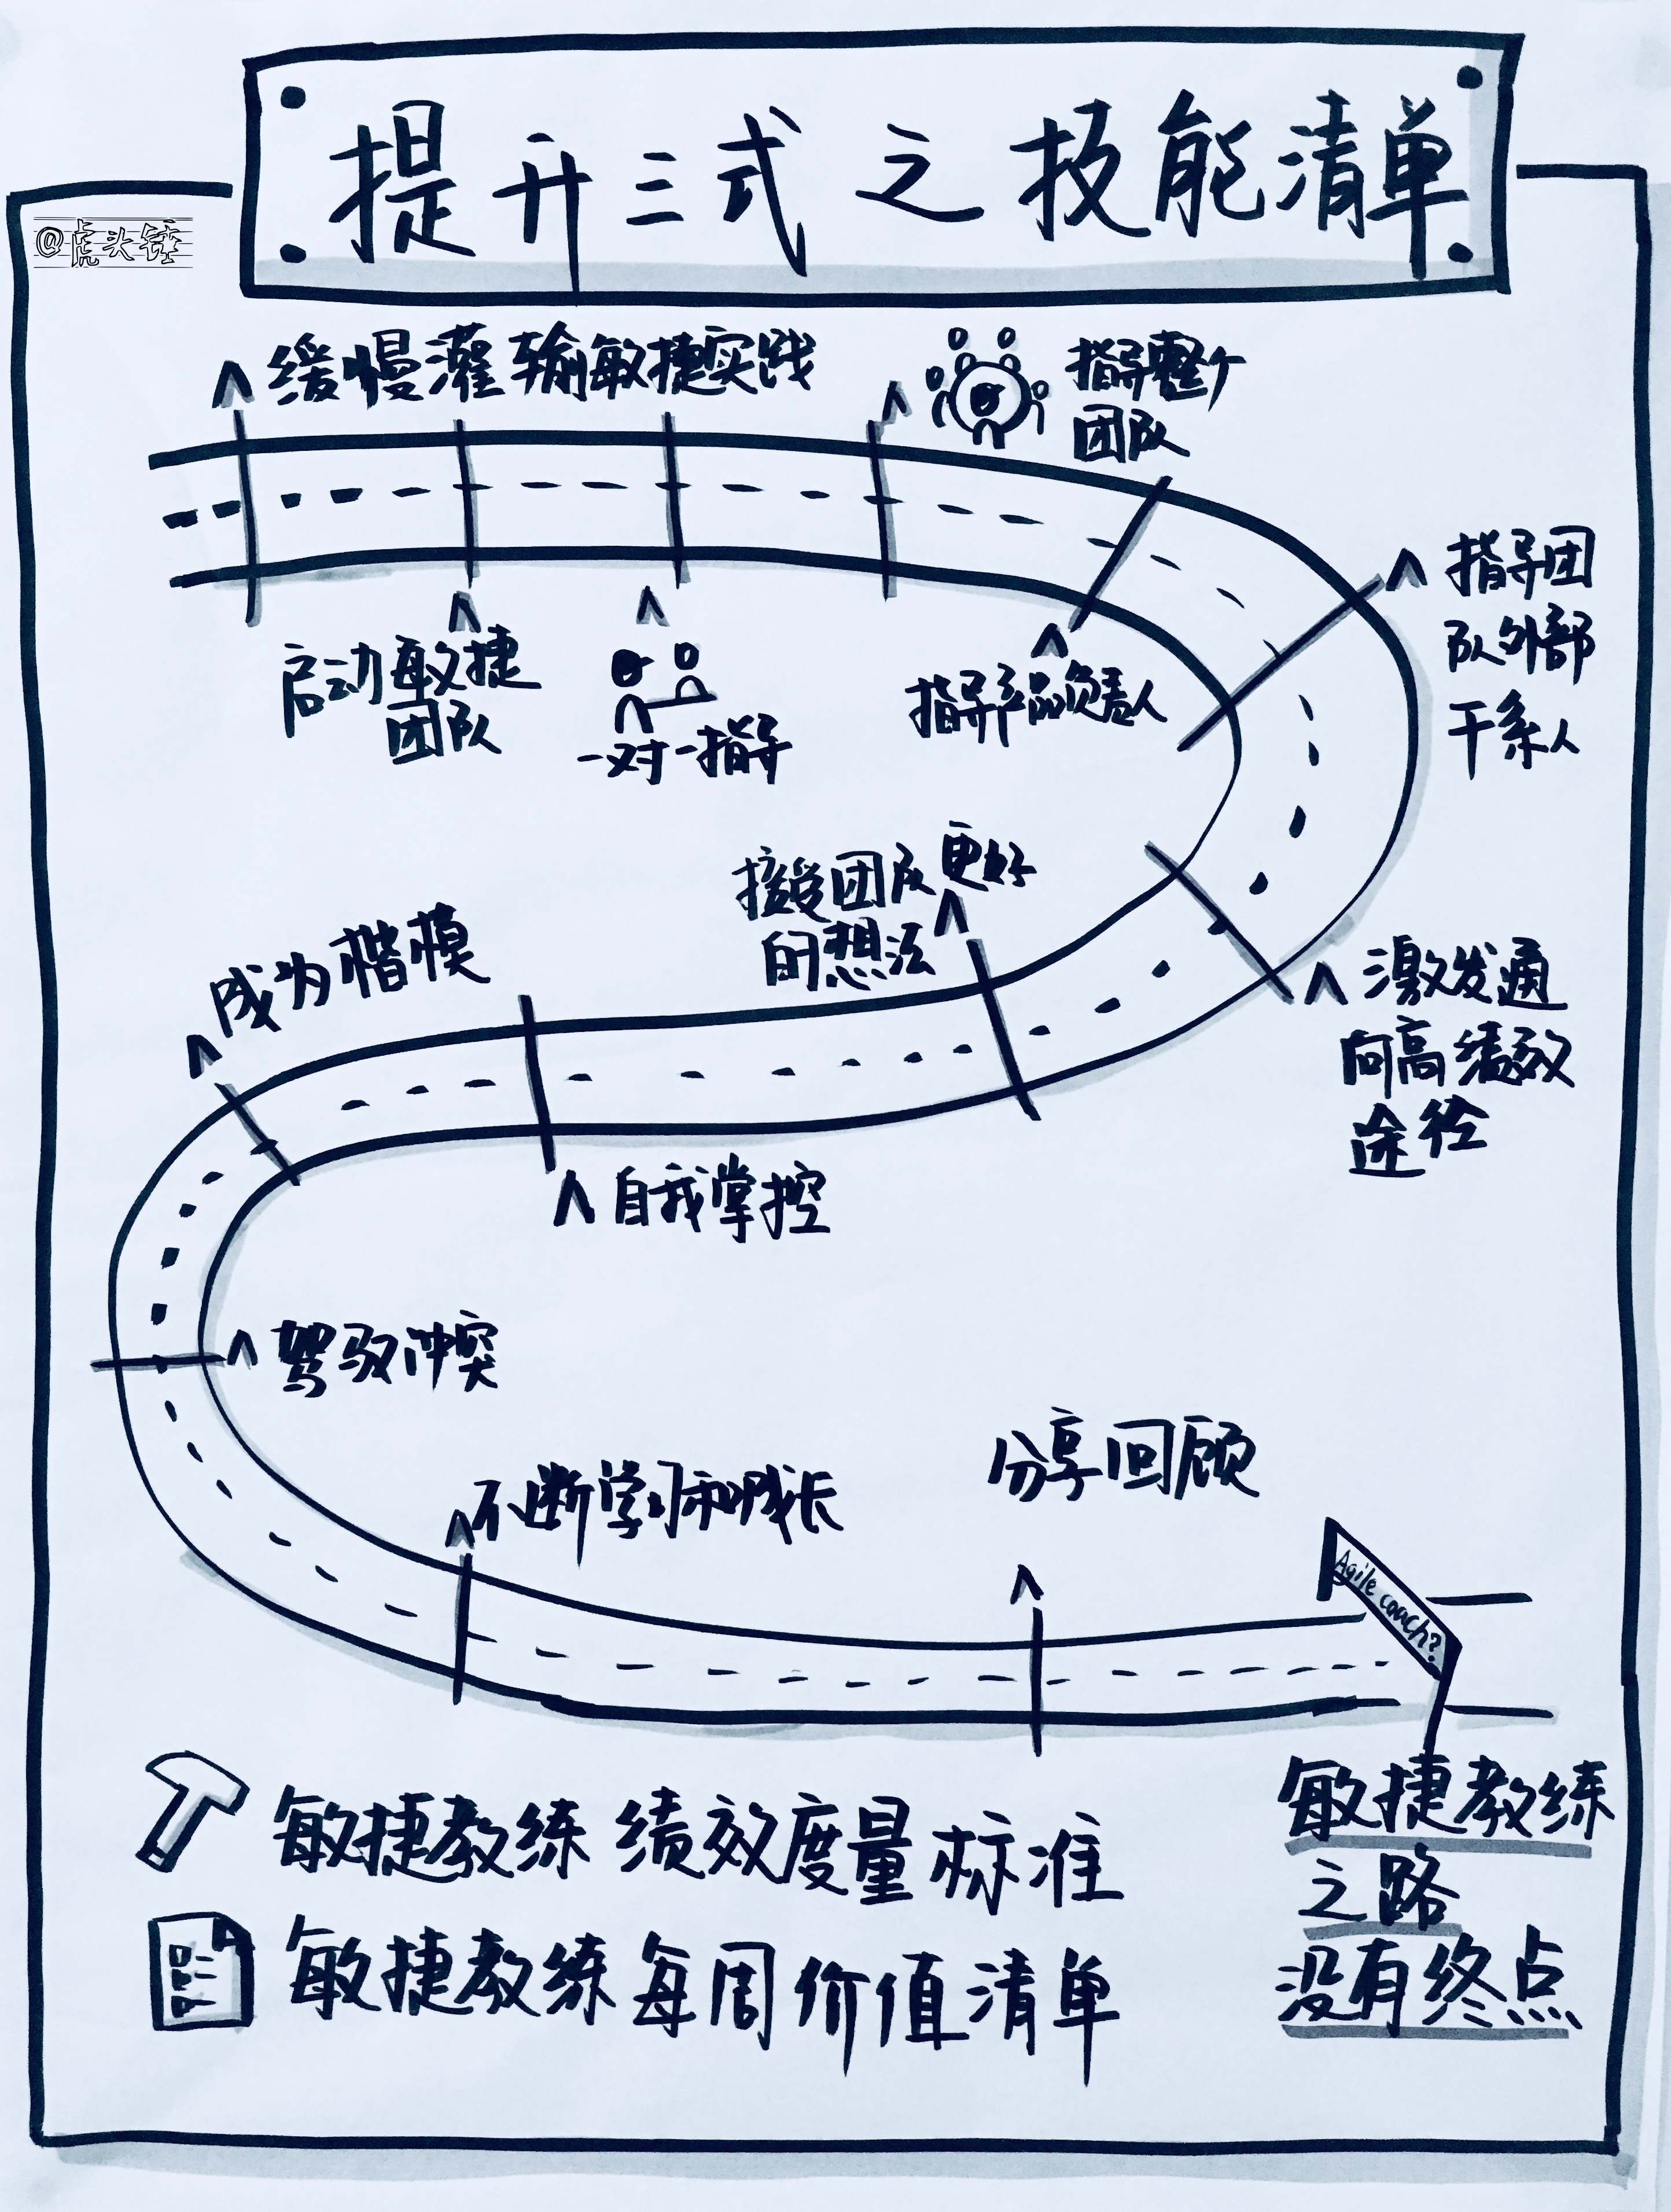 提升三式之技能清单
@虎头锤
缓慢灌输敏捷实践
启动敏捷
团队
一对一指导
指导整个
团队
指导产品负责人
指导团
队外部
干系人
激发通
向高绩效
途径
接受团队更好
的想法
自我掌控
成为楷模
驾驭冲突
不断学习和成长
分享回顾
Agile coach?
敏捷教练
之路
没有终点
敏捷教练 绩效度量标准
敏捷教练每周价值清单